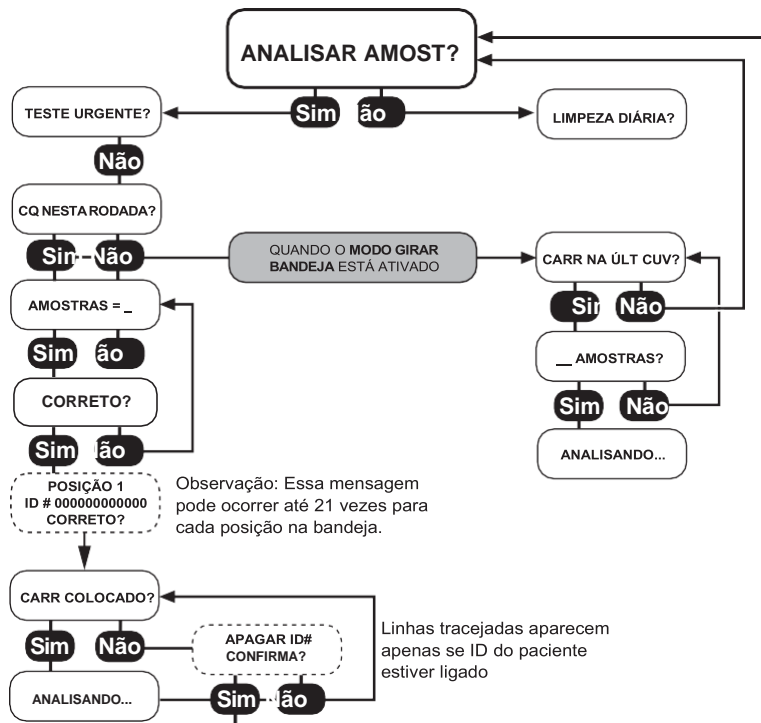 ANALISAR AMOST?
Sim
ão
TESTE URGENTE?
LIMPEZA DIÁRIA?
Não
CQ NESTA RODADA?
Sim
Não
QUANDO O MODO GIRAR
BANDEJA ESTÁ ATIVADO
CARR NA ÚLT CUV?
Sir
Não
AMOSTRAS = _
Sim
ão
__ AMOSTRAS?
Sim
Não
CORRETO?
Sim
ão
ANALISANDO...
POSIÇÃO 1
ID # 000000000000
CORRETO?
Observação: Essa mensagem
pode ocorrer até 21 vezes para
cada posição na bandeja.
CARR COLOCADO?
Sim
Não
APAGAR ID#
CONFIRMA?
Linhas tracejadas aparecem
apenas se ID do paciente
estiver ligado
ANALISANDO...
Sim
ão